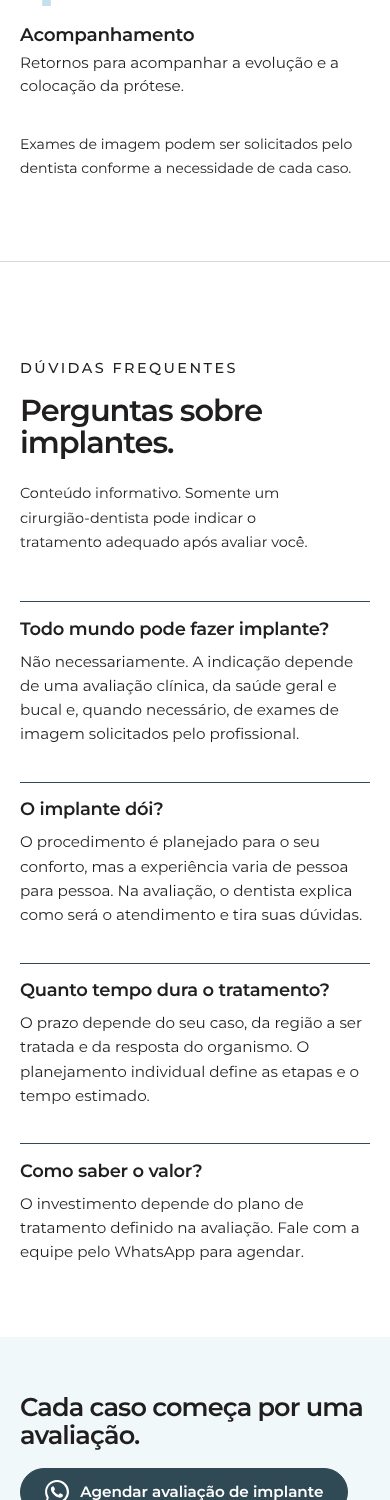 Acompanhamento
Retornos para acompanhar a evolução e a
colocação da prótese.
Exames de imagem podem ser solicitados pelo
dentista conforme a necessidade de cada caso.
DÚVIDAS FREQUENTES
Perguntas sobre
implantes.
Conteúdo informativo. Somente um
cirurgião-dentista pode indicar o
tratamento adequado após avaliar você.
Todo mundo pode fazer implante?
Não necessariamente. A indicação depende
de uma avaliação clínica, da saúde geral e
bucal e, quando necessário, de exames de
imagem solicitados pelo profissional.
O implante dói?
O procedimento é planejado para o seu
conforto, mas a experiência varia de pessoa
para pessoa. Na avaliação, o dentista explica
como será o atendimento e tira suas dúvidas.
Quanto tempo dura o tratamento?
O prazo depende do seu caso, da região a ser
tratada e da resposta do organismo. O
planejamento individual define as etapas e o
tempo estimado.
Como saber o valor?
O investimento depende do plano de
tratamento definido na avaliação. Fale com a
equipe pelo WhatsApp para agendar.
Cada caso começa por uma
avaliação.
Agendar avaliação de implante